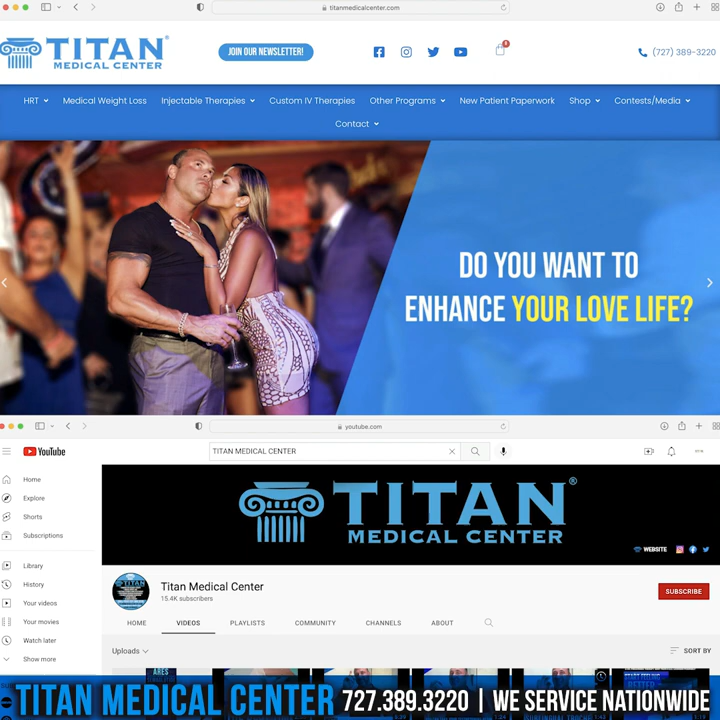 titanmedicalcenter.com
TITAN®
MEDICAL CENTER
JOIN OUR NEWSLETTER!
(727) 389-3220
HRT Medical Weight Loss Injectable Therapies Custom IV Therapies Other Programs New Patient Paperwork Shop Contests/Media
Contact
DO YOU WANT TO
ENHANCE YOUR LOVE LIFE?
youtube.com
YouTube
TITAN MEDICAL CENTER
Home
Explore
Shorts
Subscriptions
Library
History
Your videos
Your movies
Watch later
Show more
TITAN®
MEDICAL CENTER
WEBSITE
Titan Medical Center
15.4K subscribers
SUBSCRIBE
HOME VIDEOS PLAYLISTS COMMUNITY CHANNELS ABOUT
Uploads
SORT BY
ARES
START FEELING
TITAN MEDICAL CENTER 727.389.3220 | WE SERVICE NATIONWIDE